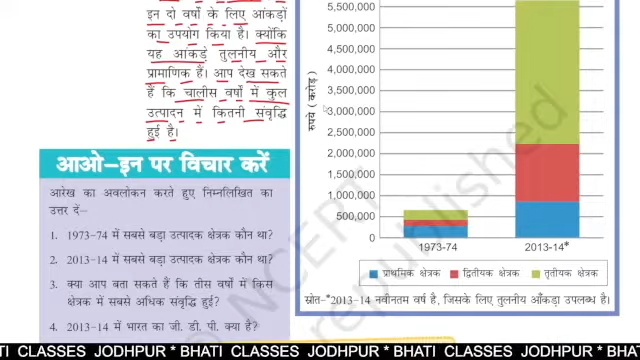 इन दो वर्षों के लिए आंकड़ों
का उपयोग किया है। क्योंकि
यह आंकड़े तुलनीय और
प्रामाणिक हैं। आप देख सकते
हैं कि चालीस वर्षों में कुल
उत्पादन में कितनी संवृद्धि
हुई है।
आओ-इन पर विचार करें
आरेख का अवलोकन करते हुए निम्नलिखित का
उत्तर दें-
1. 1973-74 में सबसे बड़ा उत्पादक क्षेत्रक कौन था?
2. 2013-14 में सबसे बड़ा उत्पादक क्षेत्रक कौन था?
3. क्या आप बता सकते हैं कि तीस वर्षों में किस
क्षेत्रक में सबसे अधिक संवृद्धि हुई?
4. 2013-14 में भारत का जी. डी. पी. क्या है?
रुपये (करोड़)
5,500,000
5,000,000
4,500,000
4,000,000
3,500,000
3,000,000
2,500,000
2,000,000
1,500,000
1,000,000
500,000
0
1973-74
2013-14*
प्राथमिक क्षेत्रक
द्वितीयक क्षेत्रक
तृतीयक क्षेत्रक
स्रोत-*2013-14 नवीनतम वर्ष है, जिसके लिए तुलनीय आँकड़ा उपलब्ध है।
© NCERT
republished
ATI CLASSES JODHPUR * BHATI CLASSES JODHPUR * BHATI CLASSES JODHPUR * BHATI CL